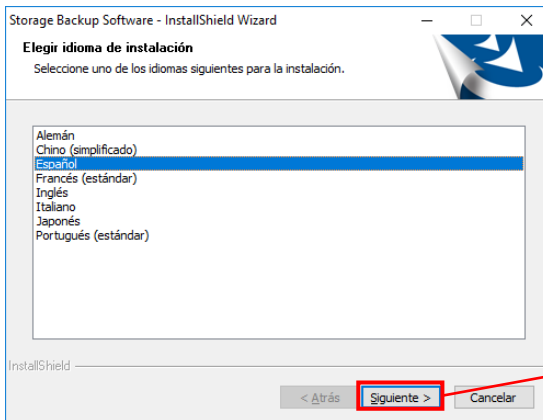 Storage Backup Software - InstallShield Wizard
Elegir idioma de instalación
Seleccione uno de los idiomas siguientes para la instalación.
Alemán
Chino (simplificado)
Español
Francés (estándar)
Inglés
Italiano
Japonés
Portugués (estándar)
InstallShield
< Atrás Siguiente > Cancelar